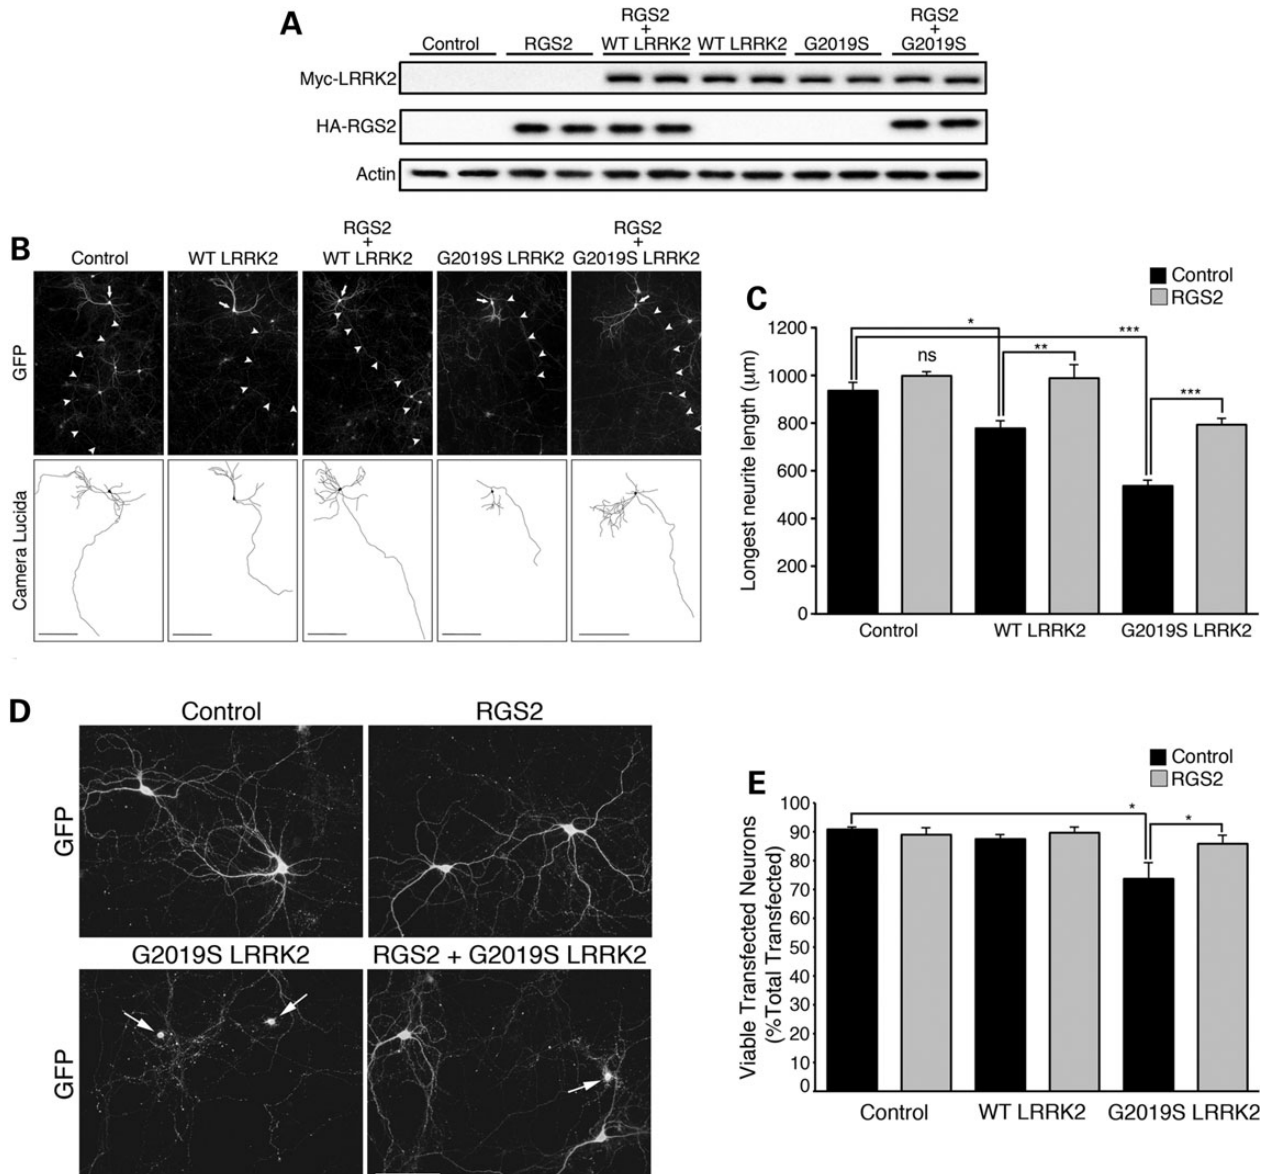 A
Control
RGS2
RGS2
+
WT LRRK2
WT LRRK2
G2019S
RGS2
+
G2019S
Myc-LRRK2
HA-RGS2
Actin
B
Control
WT LRRK2
RGS2
+
WT LRRK2
G2019S LRRK2
RGS2
+
G2019S LRRK2
GFP
Camera Lucida
C
Control
RGS2
Longest neurite length (μm)
1200
1000
800
600
400
200
0
*
***
ns
**
***
Control
WT LRRK2
G2019S LRRK2
D
Control
RGS2
GFP
G2019S LRRK2
RGS2 + G2019S LRRK2
GFP
E
Control
RGS2
Viable Transfected Neurons
(%Total Transfected)
100
90
80
70
60
50
40
30
20
10
0
*
*
Control
WT LRRK2
G2019S LRRK2